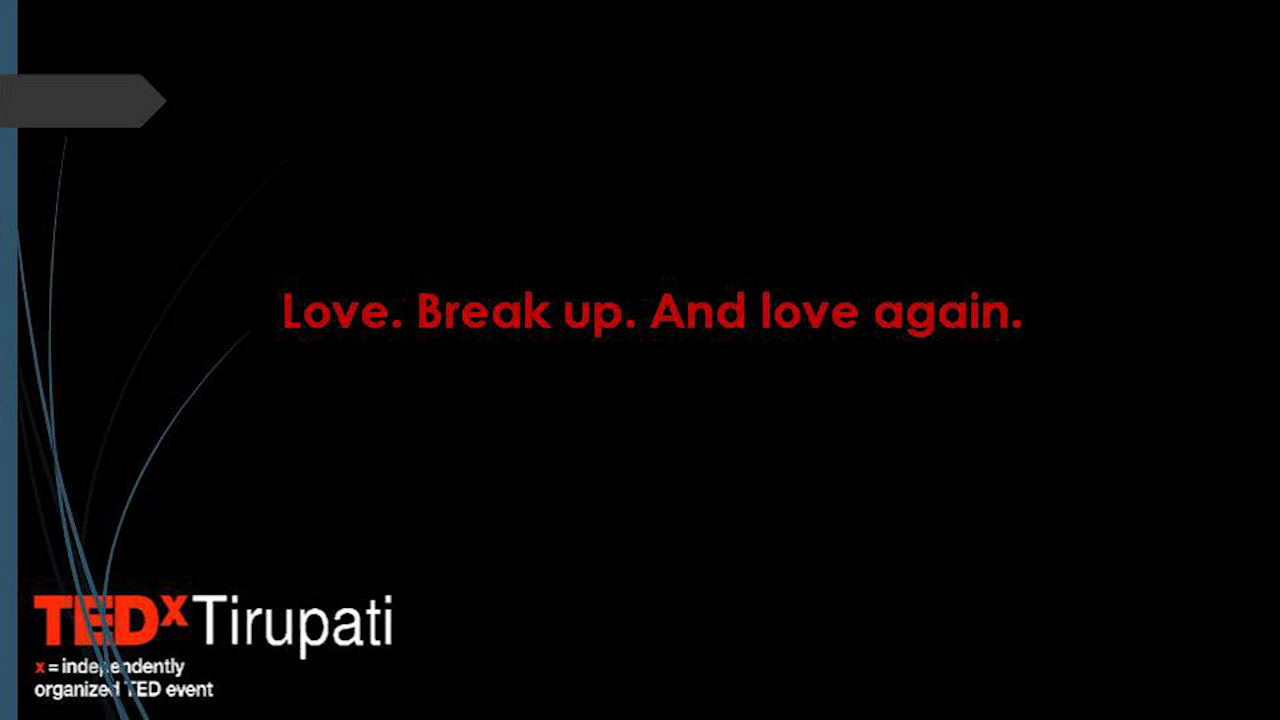 Love. Break up. And love again.
TEDx Tirupati
x = independently
organized TED event